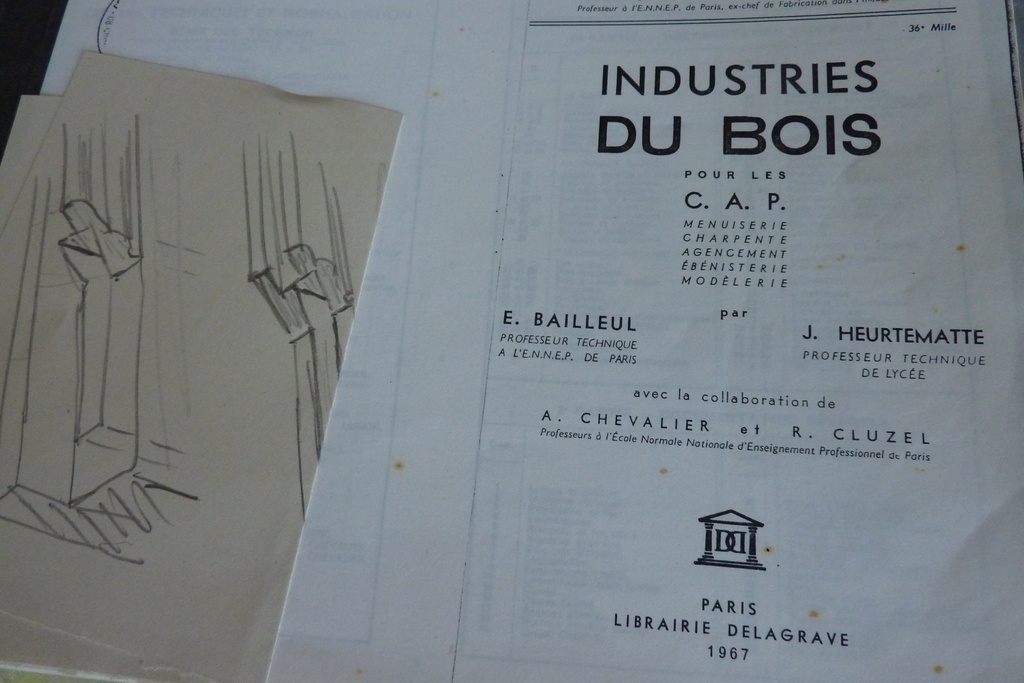 Professeur à l'E.N.N.E.P. de Paris, ex-chef de Fabrication dans l'
36e Mille
INDUSTRIES
DU BOIS
POUR LES
C. A. P.
MENUISERIE
CHARPENTE
AGENCEMENT
ÉBÉNISTERIE
MODÈLERIE
par
E. BAILLEUL
PROFESSEUR TECHNIQUE
A L'E.N.N.E.P. DE PARIS
J. HEURTEMATTE
PROFESSEUR TECHNIQUE
DE LYCÉE
avec la collaboration de
A. CHEVALIER et R. CLUZEL
Professeurs à l'École Normale Nationale d'Enseignement Professionnel de Paris
PARIS
LIBRAIRIE DELAGRAVE
1967